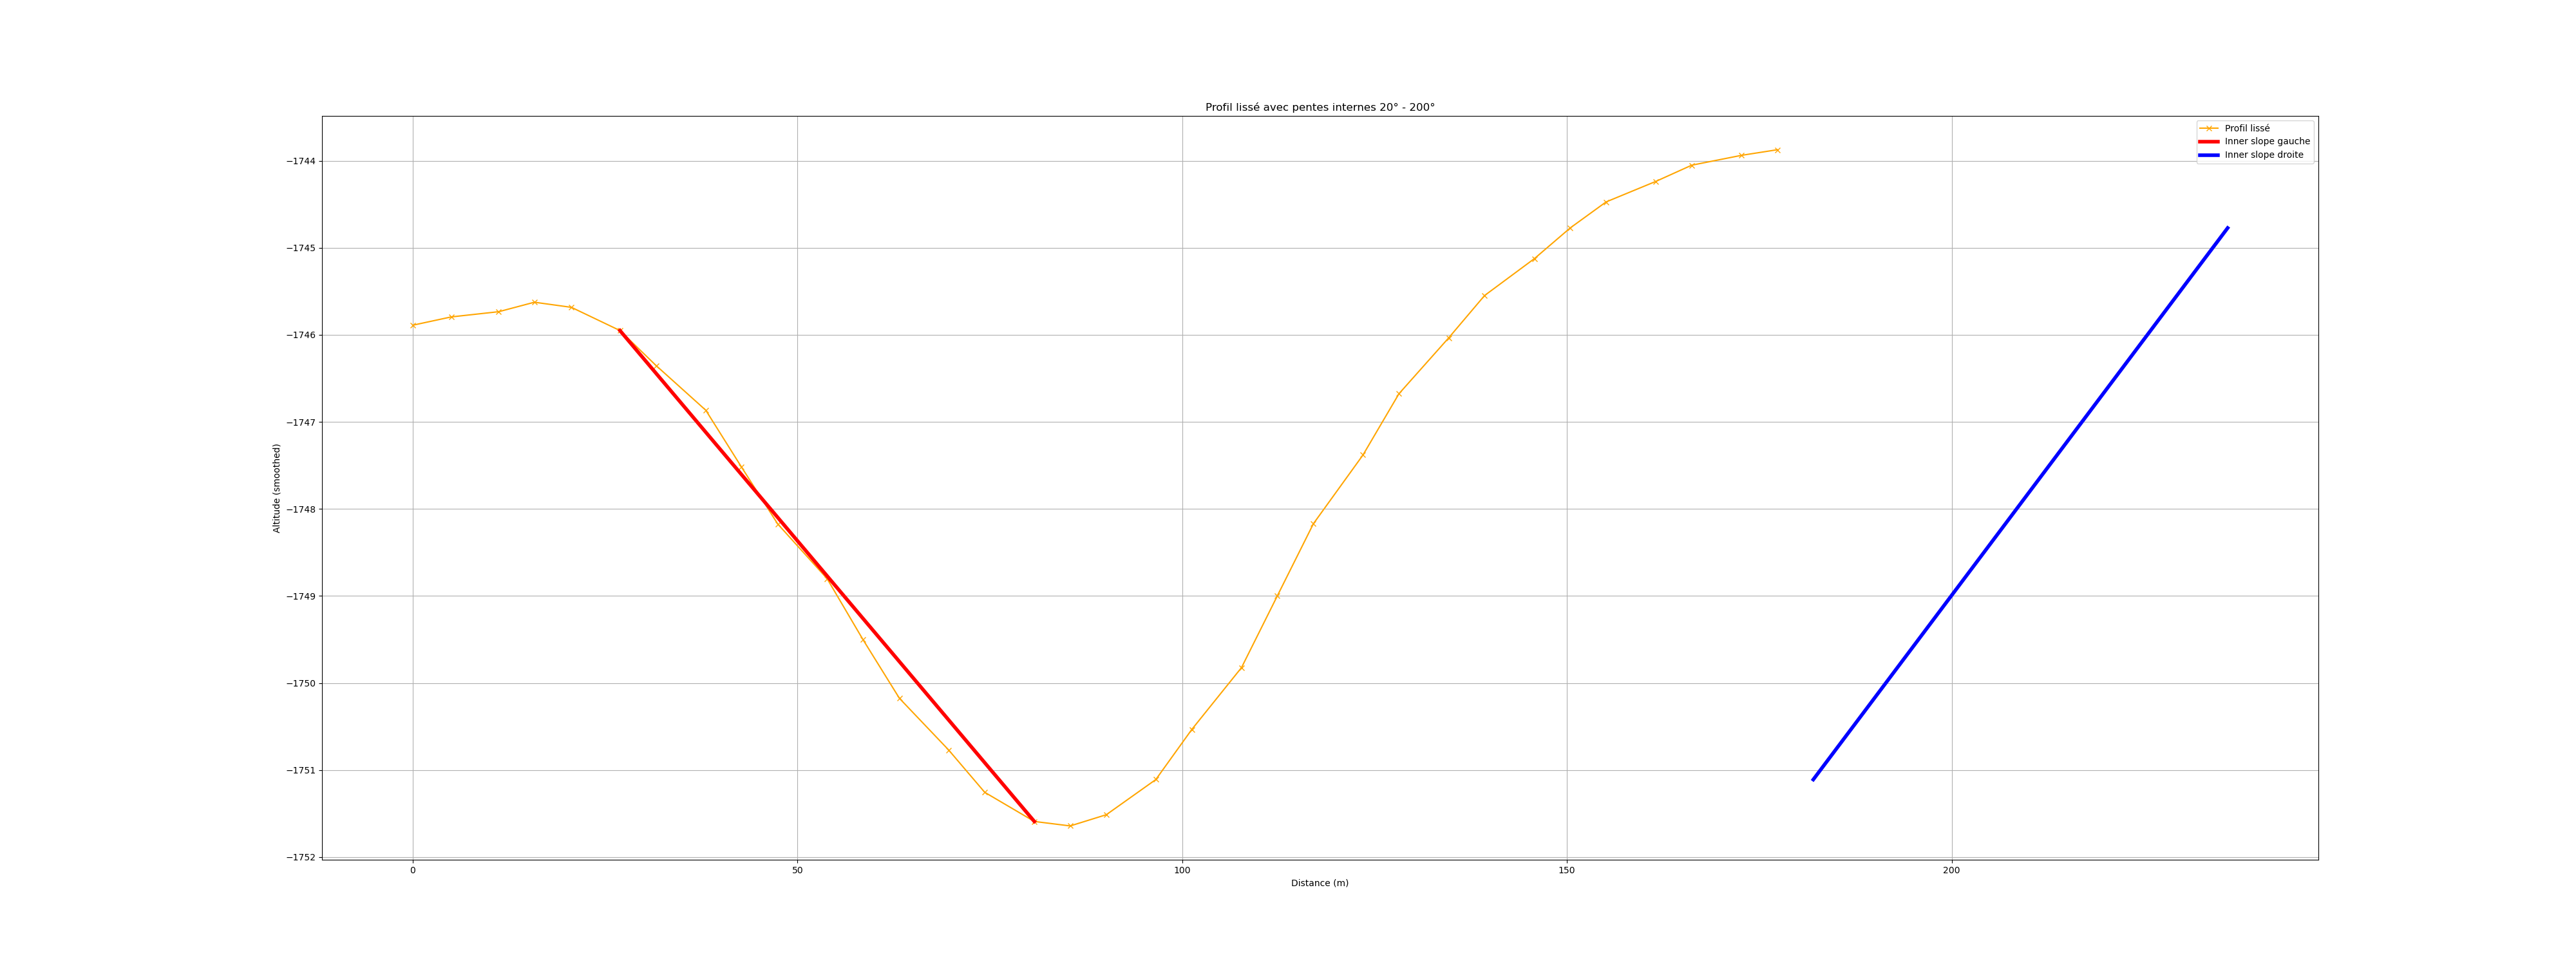 Profil lissé avec pentes internes 20° - 200°
Profil lissé
Inner slope gauche
Inner slope droite
Altitude (smoothed)
−1744
−1745
−1746
−1747
−1748
−1749
−1750
−1751
−1752
0
50
100
150
200
Distance (m)